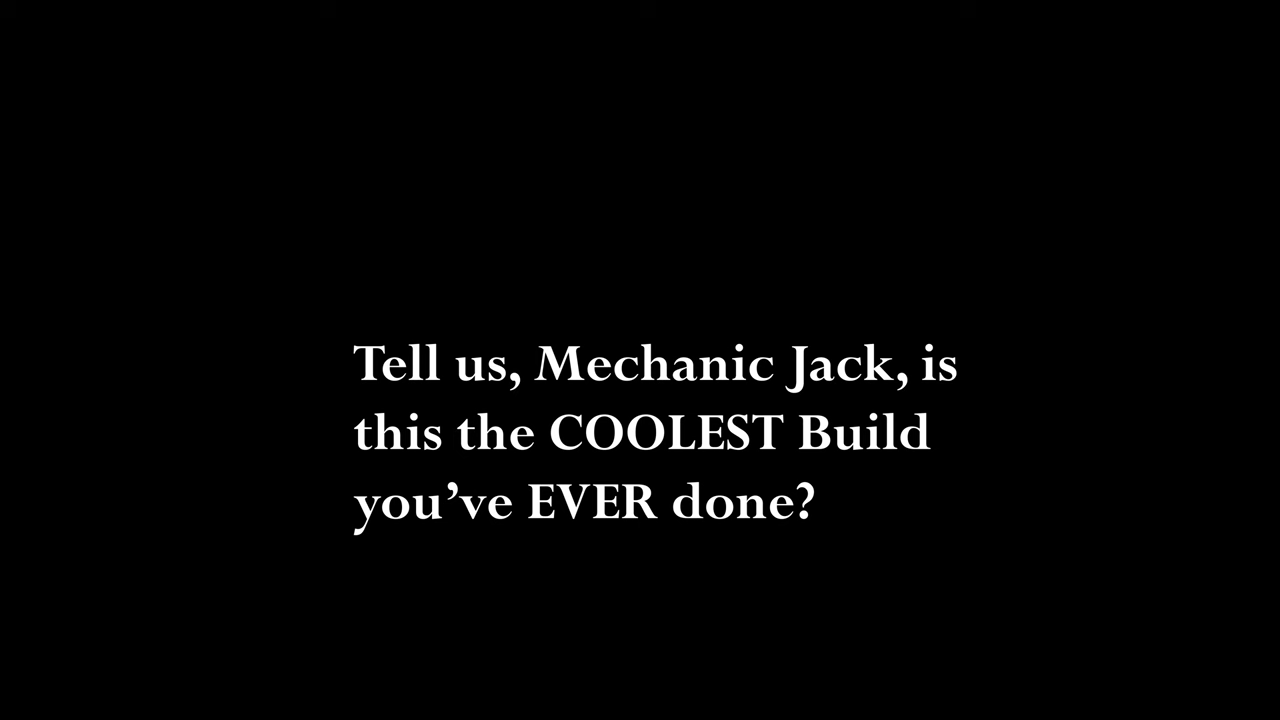 Tell us, Mechanic Jack, is
this the COOLEST Build
you’ve EVER done?